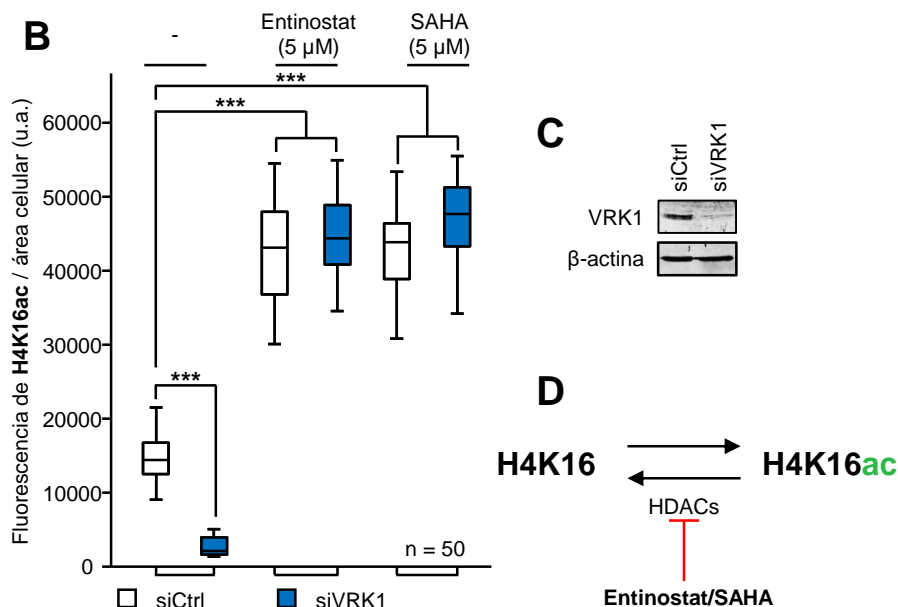 B
-
Entinostat
(5 µM)
SAHA
(5 µM)
***
***
***
Fluorescencia de H4K16ac / área celular (u.a.)
60000
50000
40000
30000
20000
10000
0
n = 50
siCtrl
siVRK1
C
siCtrl
siVRK1
VRK1
β-actina
D
H4K16
H4K16ac
HDACs
Entinostat/SAHA